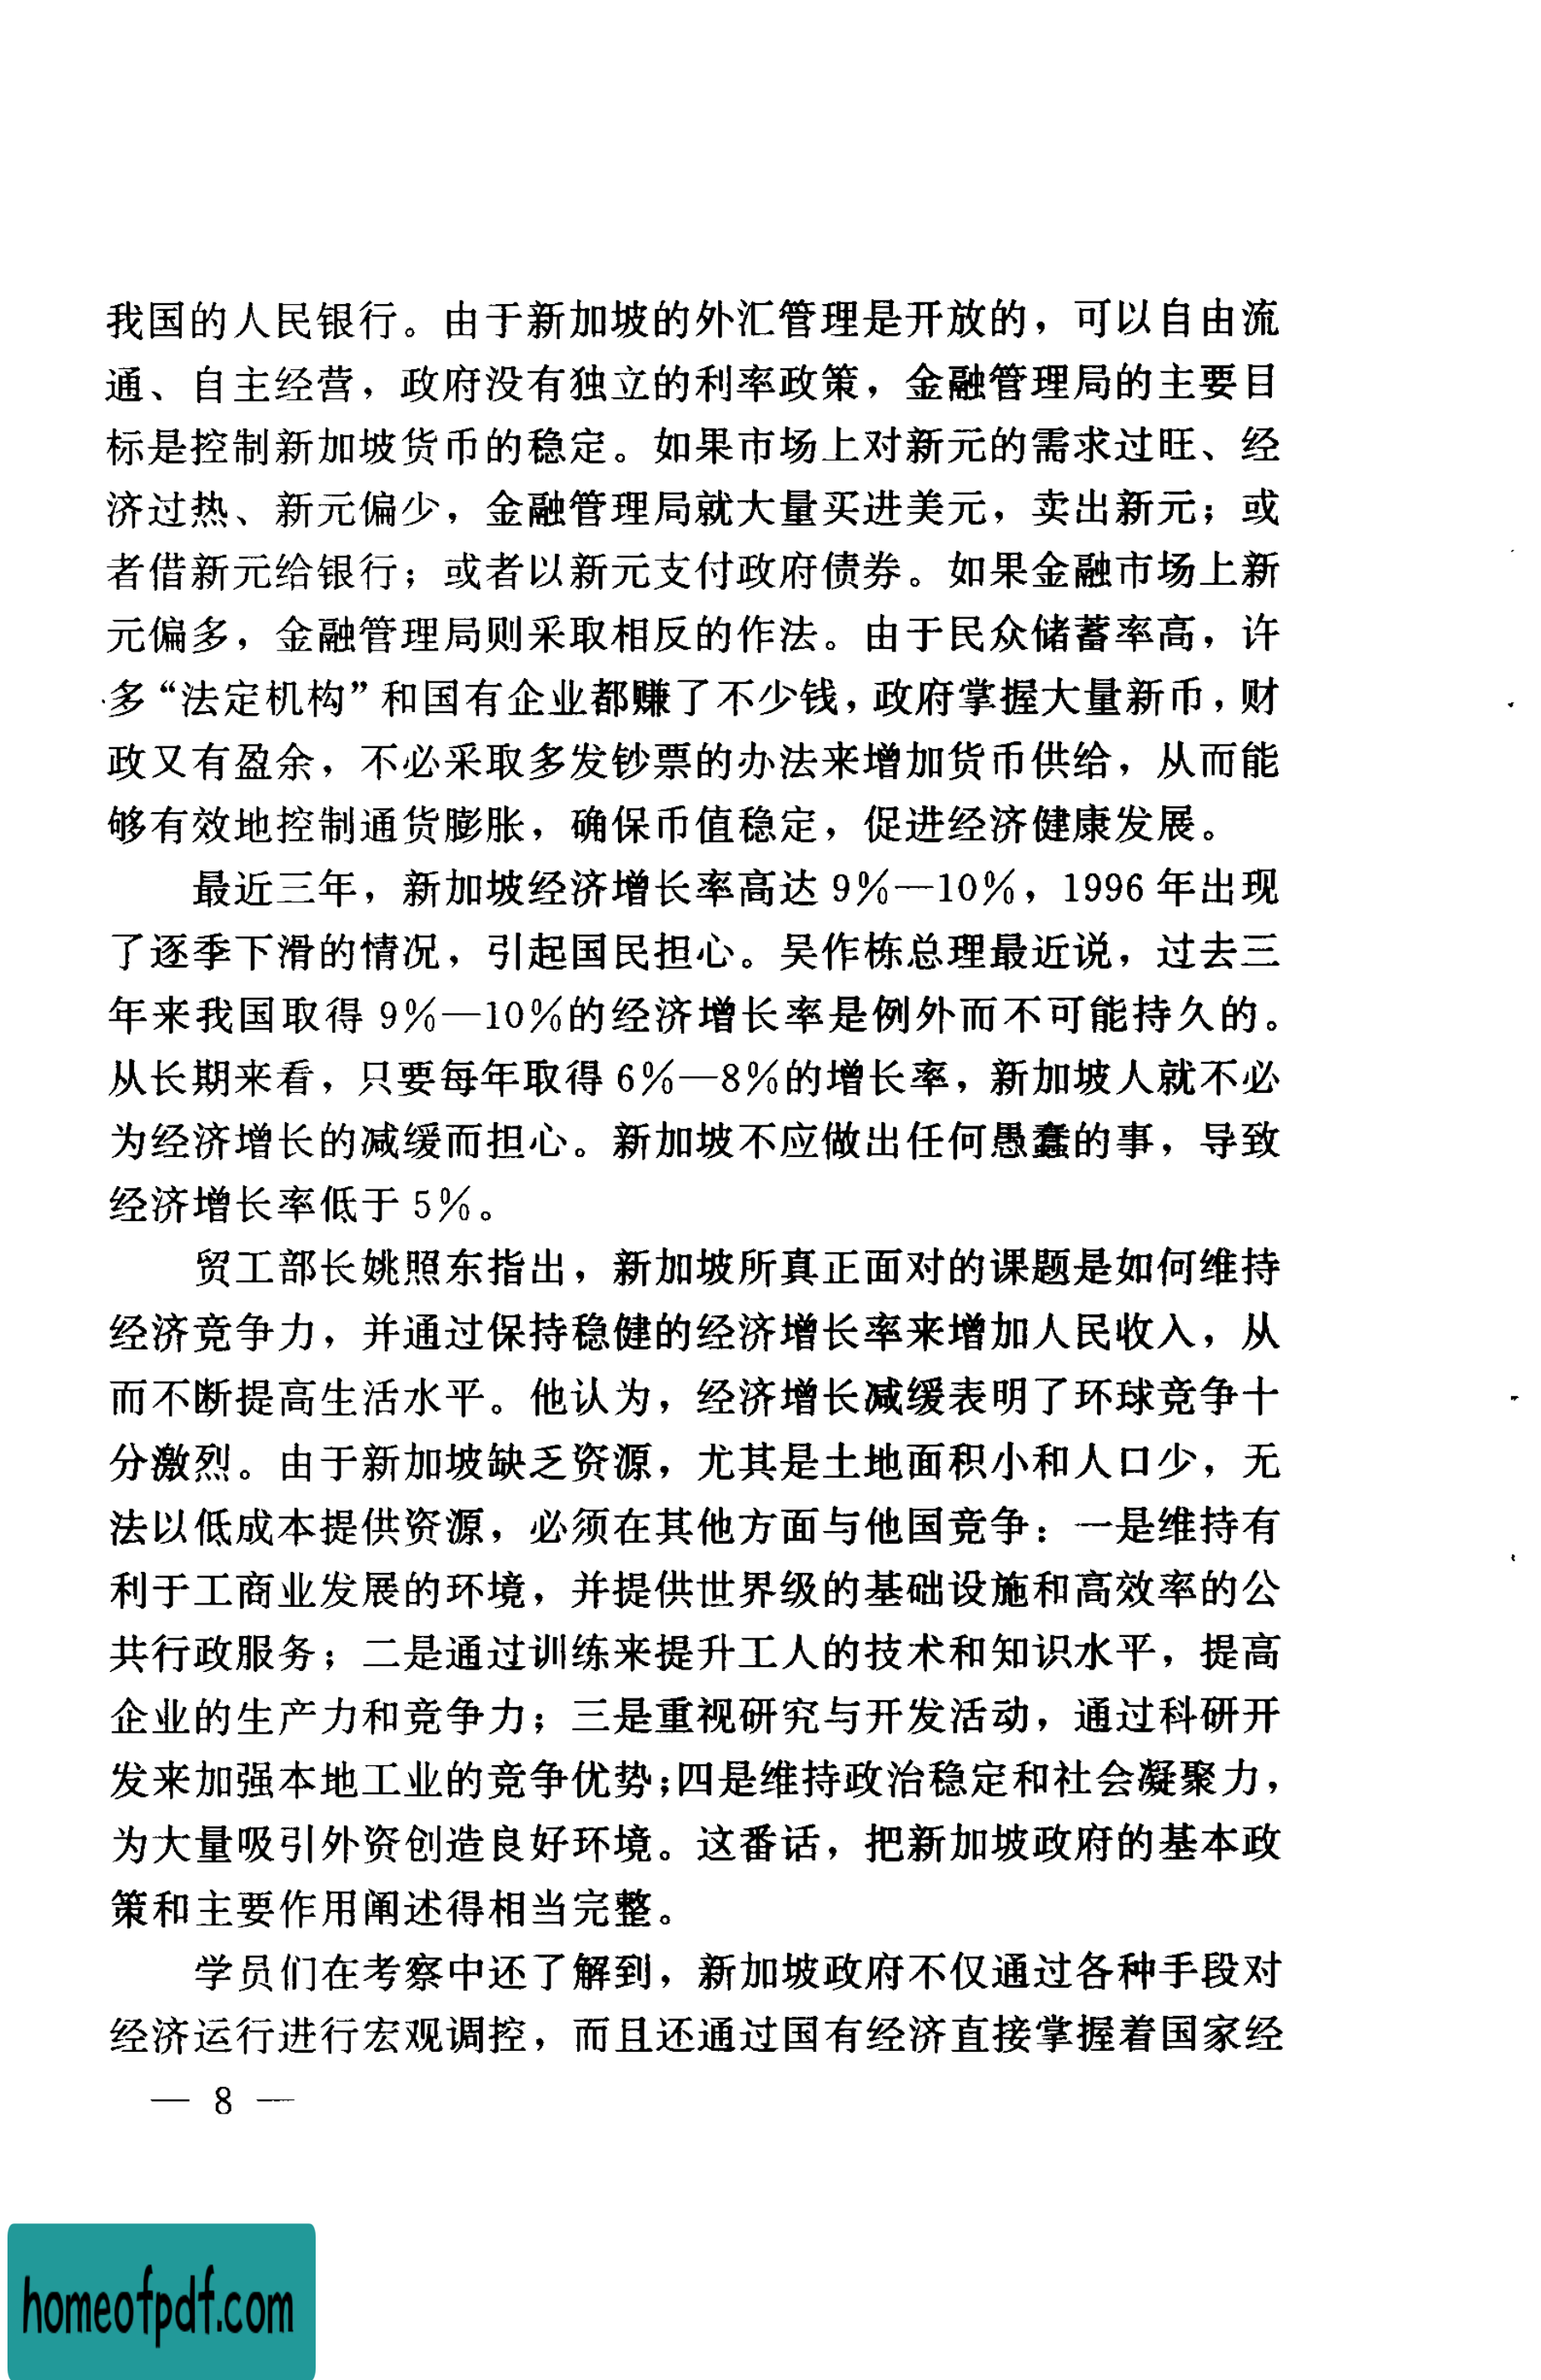 我国的人民银行。由于新加坡的外汇管理是开放的，可以自由流
通、自主经营，政府没有独立的利率政策，金融管理局的主要目
标是控制新加坡货币的稳定。如果市场上对新元的需求过旺、经
济过热、新元偏少，金融管理局就大量买进美元，卖出新元；或
者借新元给银行；或者以新元支付政府债券。如果金融市场上新
元偏多，金融管理局则采取相反的作法。由于民众储蓄率高，许
多“法定机构”和国有企业都赚了不少钱，政府掌握大量新币，财
政又有盈余，不必采取多发钞票的办法来增加货币供给，从而能
够有效地控制通货膨胀，确保币值稳定，促进经济健康发展。
最近三年，新加坡经济增长率高达 9%—10%，1996 年出现
了逐季下滑的情况，引起国民担心。吴作栋总理最近说，过去三
年来我国取得 9%—10%的经济增长率是例外而不可能持久的。
从长期来看，只要每年取得 6%—8%的增长率，新加坡人就不必
为经济增长的减缓而担心。新加坡不应做出任何愚蠢的事，导致
经济增长率低于 5%。
贸工部长姚照东指出，新加坡所真正面对的课题是如何维持
经济竞争力，并通过保持稳健的经济增长率来增加人民收入，从
而不断提高生活水平。他认为，经济增长减缓表明了环球竞争十
分激烈。由于新加坡缺乏资源，尤其是土地面积小和人口少，无
法以低成本提供资源，必须在其他方面与他国竞争：一是维持有
利于工商业发展的环境，并提供世界级的基础设施和高效率的公
共行政服务；二是通过训练来提升工人的技术和知识水平，提高
企业的生产力和竞争力；三是重视研究与开发活动，通过科研开
发来加强本地工业的竞争优势；四是维持政治稳定和社会凝聚力，
为大量吸引外资创造良好环境。这番话，把新加坡政府的基本政
策和主要作用阐述得相当完整。
学员们在考察中还了解到，新加坡政府不仅通过各种手段对
经济运行进行宏观调控，而且还通过国有经济直接掌握着国家经
— 8 —
homeofpdf.com